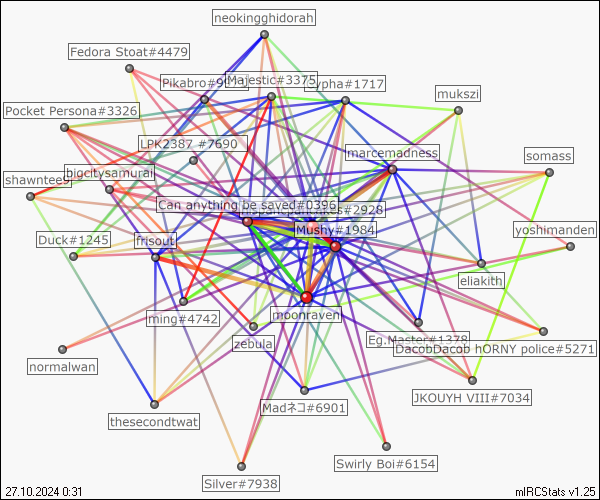 neokingghidorah
Fedora Stoat#4479
Majestic#3375
Pikabro#9
ypha#1717
mukszi
Pocket Persona#3326
LPK2387 #7690
marcemadness
somass
bigcitysamurai
shawntee9
Can anything be saved#0396
#2928
Mushy#1984
yoshimanden
Duck#1245
frisout
eliakith
moonraven
ming#4742
zebula
Eg.Master#1378
DacobDacob hORNY police#5271
normalwan
JKOUYH VIII#7034
Madネコ#6901
thesecondtwat
Swirly Boi#6154
Silver#7938
27.10.2024 0:31
mIRCStats v1.25